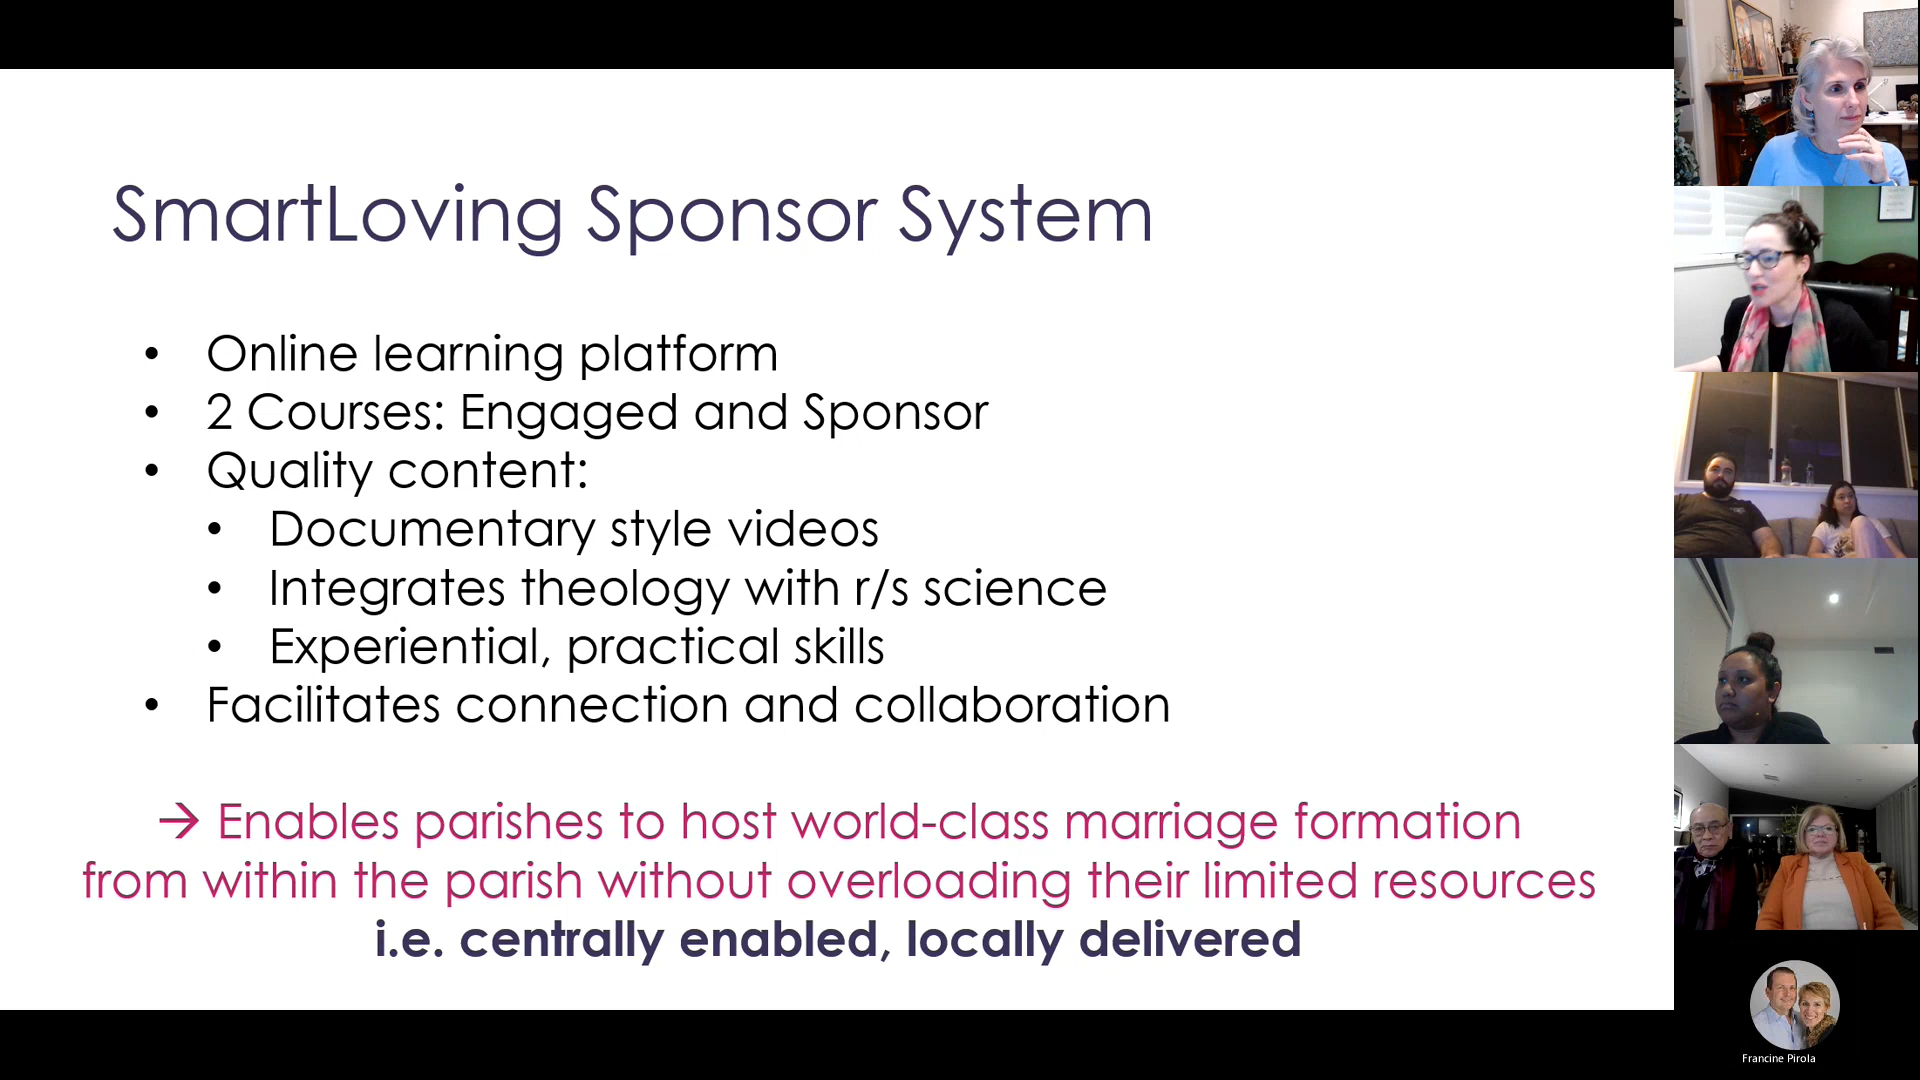 SmartLoving Sponsor System
• Online learning platform
• 2 Courses: Engaged and Sponsor
• Quality content:
• Documentary style videos
• Integrates theology with r/s science
• Experiential, practical skills
• Facilitates connection and collaboration
→ Enables parishes to host world-class marriage formation
from within the parish without overloading their limited resources
i.e. centrally enabled, locally delivered
Francine Pirola